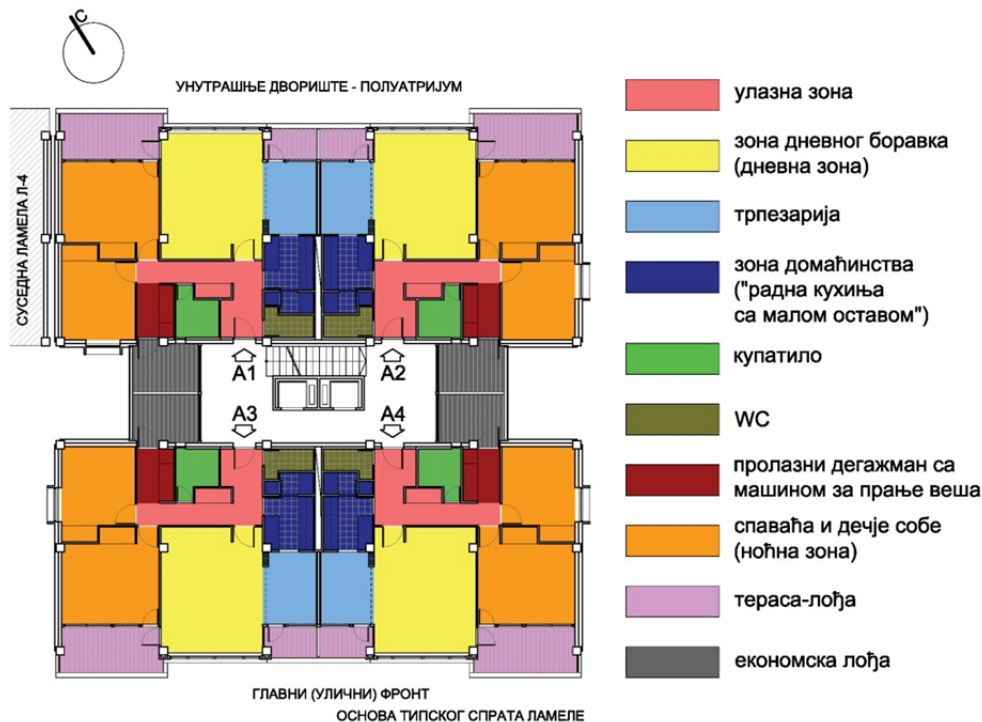 С
УНУТРАШЊЕ ДВОРИШТЕ - ПОЛУАТРИЈУМ
СУСЕДНА ЛАМЕЛА Л-4
А1
А2
А3
А4
ГЛАВНИ (УЛИЧНИ) ФРОНТ
ОСНОВА ТИПСКОГ СПРАТА ЛАМЕЛЕ
улазна зона
зона дневног боравка
(дневна зона)
трпезарија
зона домаћинства
("радна кухиња
са малом оставом")
купатило
WC
пролазни дегажман са
машином за прање веша
спаваћа и дечје собе
(ноћна зона)
тераса-лођа
економска лођа